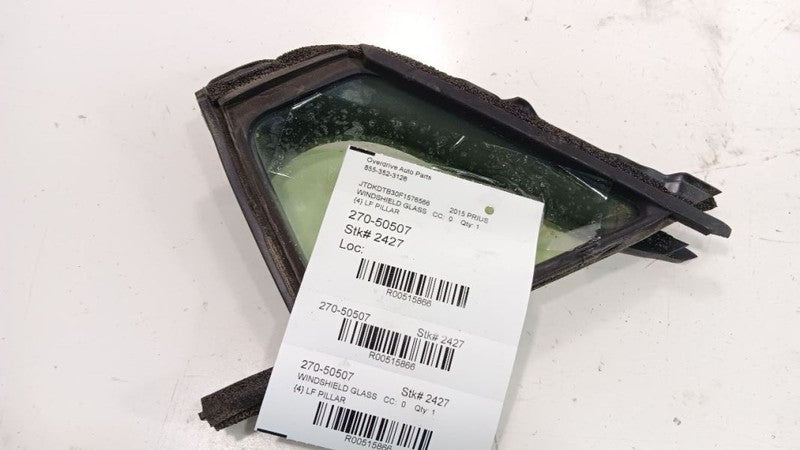 Overdrive Auto Parts
855-352-3126
JTDKDTB30F1578566 2015 PRIUS
WINDSHIELD GLASS CC: 0 Qty: 1
{4} LF PILLAR
270-50507
Stk# 2427
Loc:
R00515866
270-50507 Stk# 2427
R00515866
270-50507 Stk# 2427
WINDSHIELD GLASS CC: 0 Qty: 1
{4} LF PILLAR
R00515866